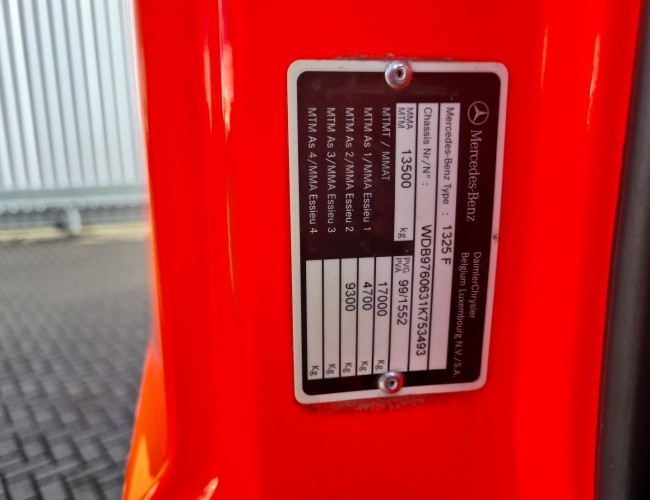 Mercedes-Benz
DaimlerChrysler
Belgium Luxembourg N.V./S.A.
Mercedes-Benz Type : 1325 F
Chassis Nr/N° : WDB9760631K753493
MMA
MTM 13500 kg PVG
PVA 99/1552
MTMT / MMAT 17000 Kg
MTM As 1/MMA Essieu 1 4700 Kg
MTM As 2/MMA Essieu 2 9300 Kg
MTM As 3/MMA Essieu 3 Kg
MTM As 4/MMA Essieu 4 Kg